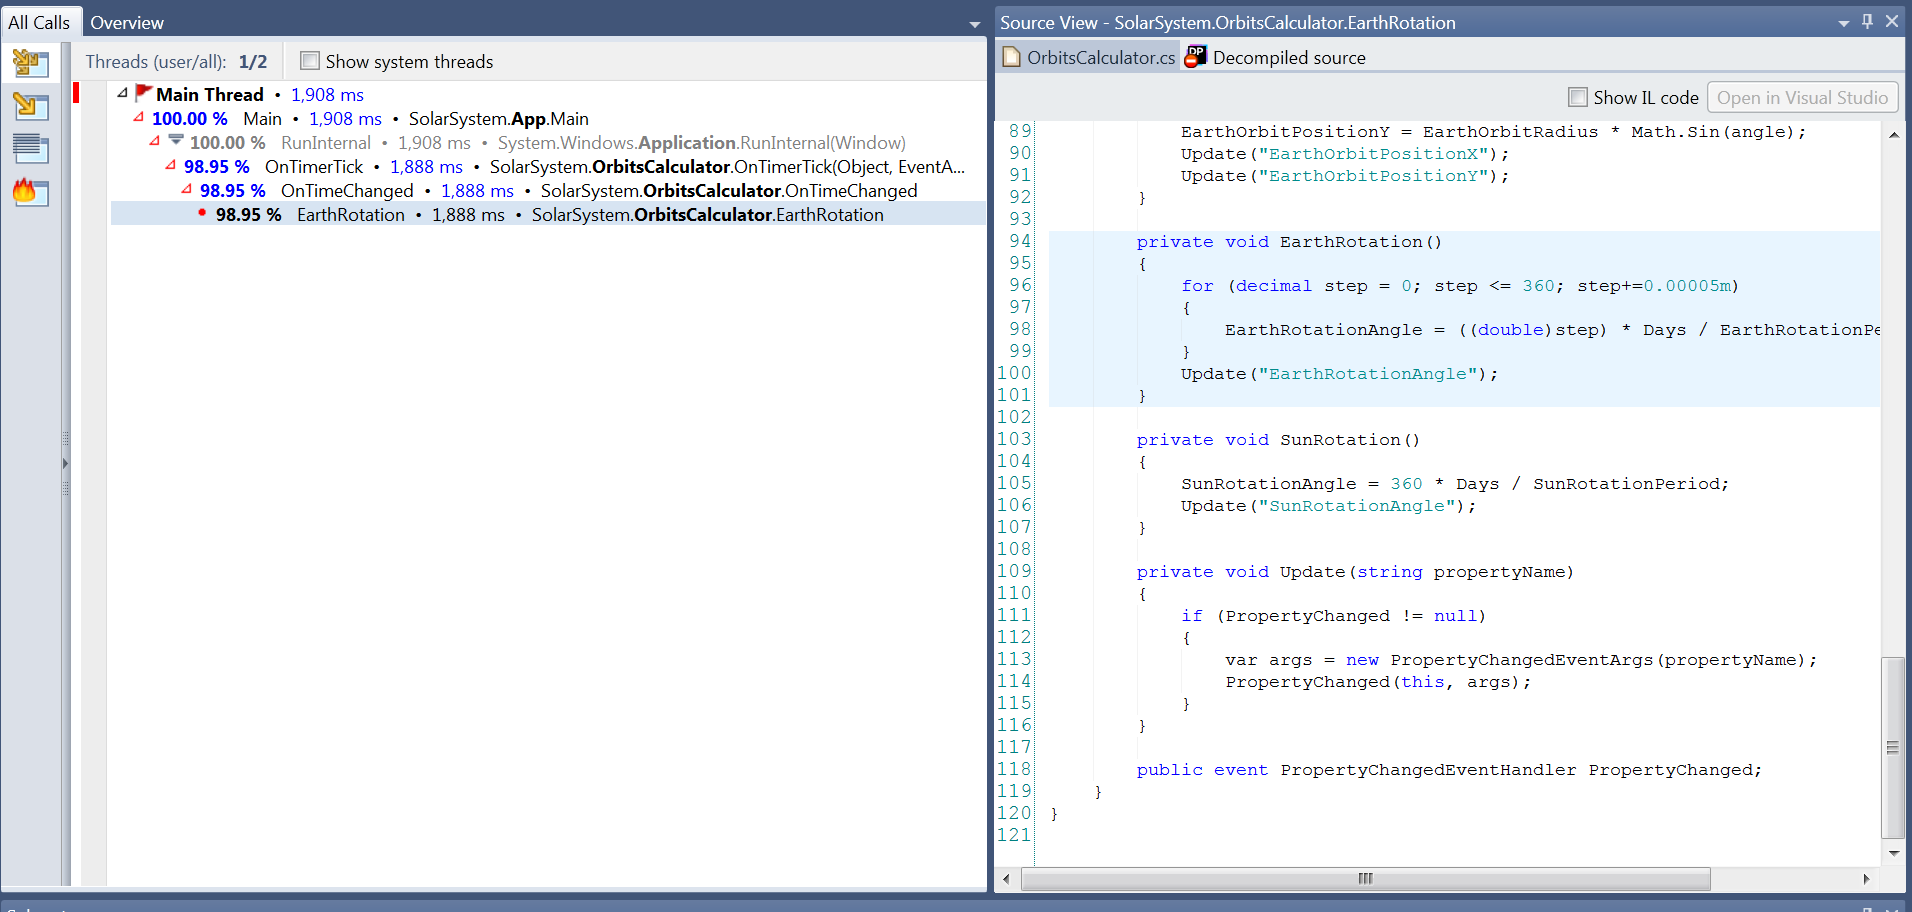 All Calls
Overview
Threads (user/all): 1/2
Show system threads
Main Thread • 1,908 ms
100.00 % Main • 1,908 ms • SolarSystem.App.Main
100.00 % RunInternal • 1,908 ms • System.Windows.Application.RunInternal(Window)
98.95 % OnTimerTick • 1,888 ms • SolarSystem.OrbitsCalculator.OnTimerTick(Object, EventA...
98.95 % OnTimeChanged • 1,888 ms • SolarSystem.OrbitsCalculator.OnTimeChanged
98.95 % EarthRotation • 1,888 ms • SolarSystem.OrbitsCalculator.EarthRotation
Source View - SolarSystem.OrbitsCalculator.EarthRotation
OrbitsCalculator.cs
DP
Decompiled source
Show IL code
Open in Visual Studio
89 EarthOrbitPositionY = EarthOrbitRadius * Math.Sin(angle);
90 Update("EarthOrbitPositionX");
91 Update("EarthOrbitPositionY");
92 }
93
94 private void EarthRotation()
95 {
96 for (decimal step = 0; step <= 360; step+=0.00005m)
97 {
98 EarthRotationAngle = ((double)step) * Days / EarthRotationPe
99 }
100 Update("EarthRotationAngle");
101 }
102
103 private void SunRotation()
104 {
105 SunRotationAngle = 360 * Days / SunRotationPeriod;
106 Update("SunRotationAngle");
107 }
108
109 private void Update(string propertyName)
110 {
111 if (PropertyChanged != null)
112 {
113 var args = new PropertyChangedEventArgs(propertyName);
114 PropertyChanged(this, args);
115 }
116 }
117
118 public event PropertyChangedEventHandler PropertyChanged;
119 }
120 }
121